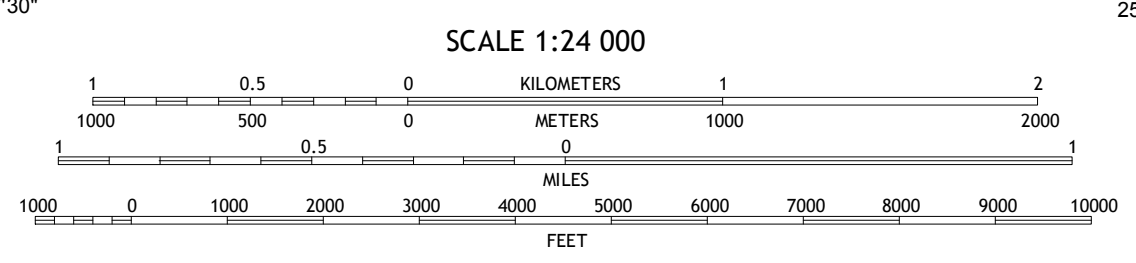 '30"
25
SCALE 1:24 000
1 0.5 0 KILOMETERS 1 2
1000 500 0 METERS 1000 2000
1 0.5 0 1
MILES
1000 0 1000 2000 3000 4000 5000 6000 7000 8000 9000 10000
FEET